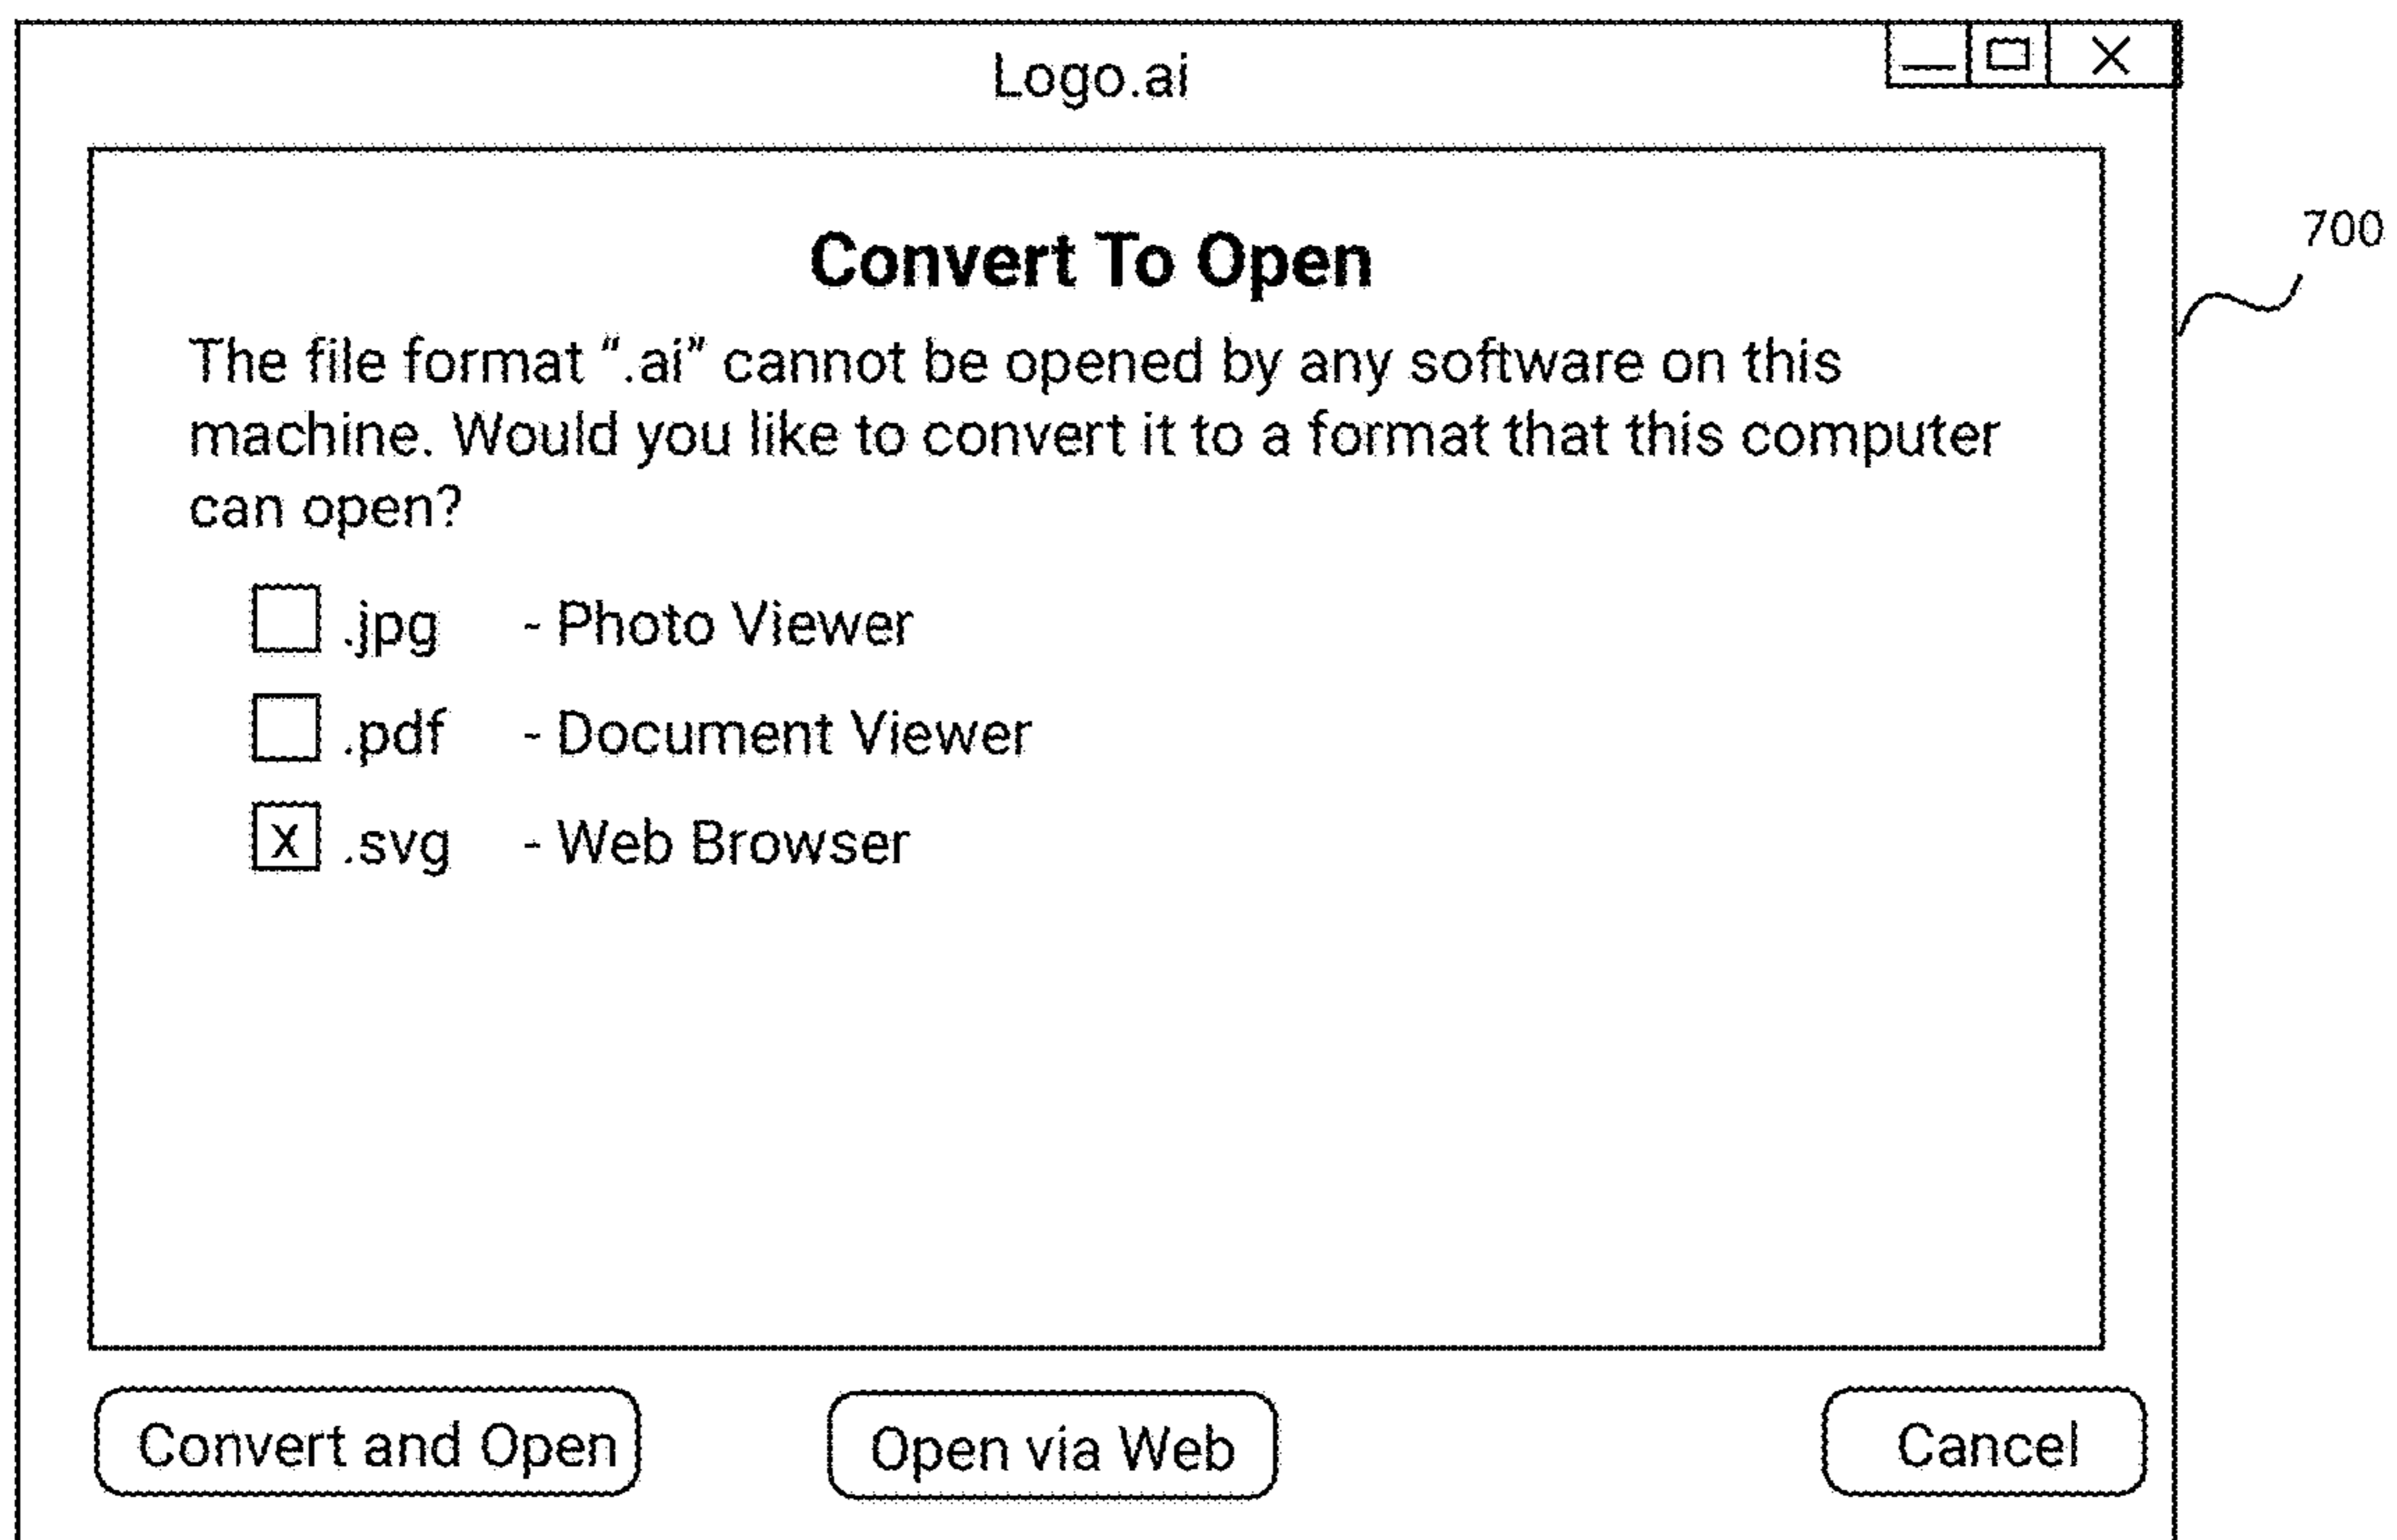 Logo.ai
700
Convert To Open
The file format “.ai” cannot be opened by any software on this
machine. Would you like to convert it to a format that this computer
can open?
.jpg - Photo Viewer
.pdf - Document Viewer
x .svg - Web Browser
Convert and Open Open via Web Cancel